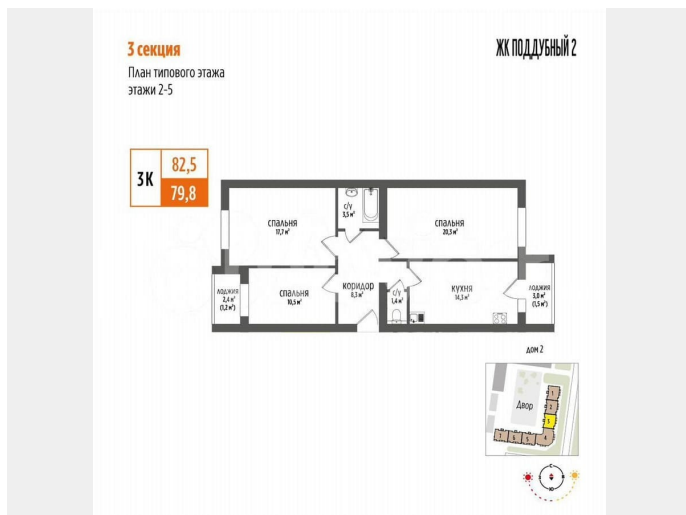 3 секция
ЖК ПОДДУБНЫЙ 2
План типового этажа
этажи 2-5
3К
82,5
79,8
спальня
17,7 м²
с/у
3,5 м²
спальня
20,3 м²
лоджия
2,4 м²
(1,2 м²)
спальня
10,5 м²
коридор
8,3 м²
с/у
1,4 м²
кухня
14,3 м²
лоджия
3,0 м²
(1,5 м²)
дом 2
Двор
1
2
3
4
5
6
7
С
Ю